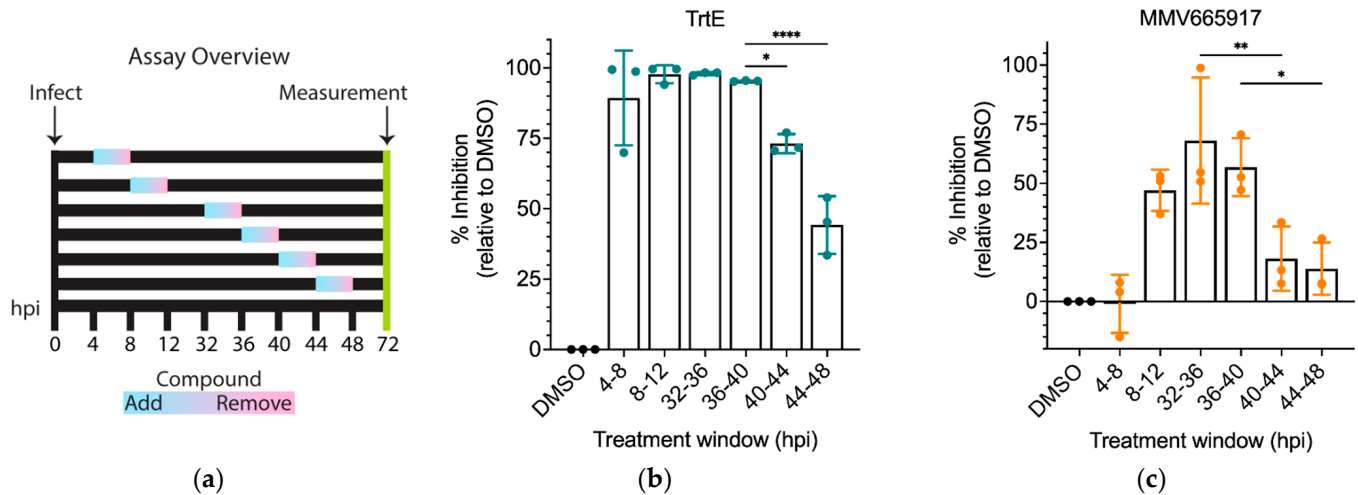 Assay Overview
Infect
Measurement
hpi
0 4 8 12 32 36 40 44 48 72
Compound
Add Remove
(a)
TrtE
% Inhibition
(relative to DMSO)
100
75
50
25
0
****
*
DMSO
4-8
8-12
32-36
36-40
40-44
44-48
Treatment window (hpi)
(b)
MMV665917
% Inhibition
(relative to DMSO)
100
75
50
25
0
**
*
DMSO
4-8
8-12
32-36
36-40
40-44
44-48
Treatment window (hpi)
(c)